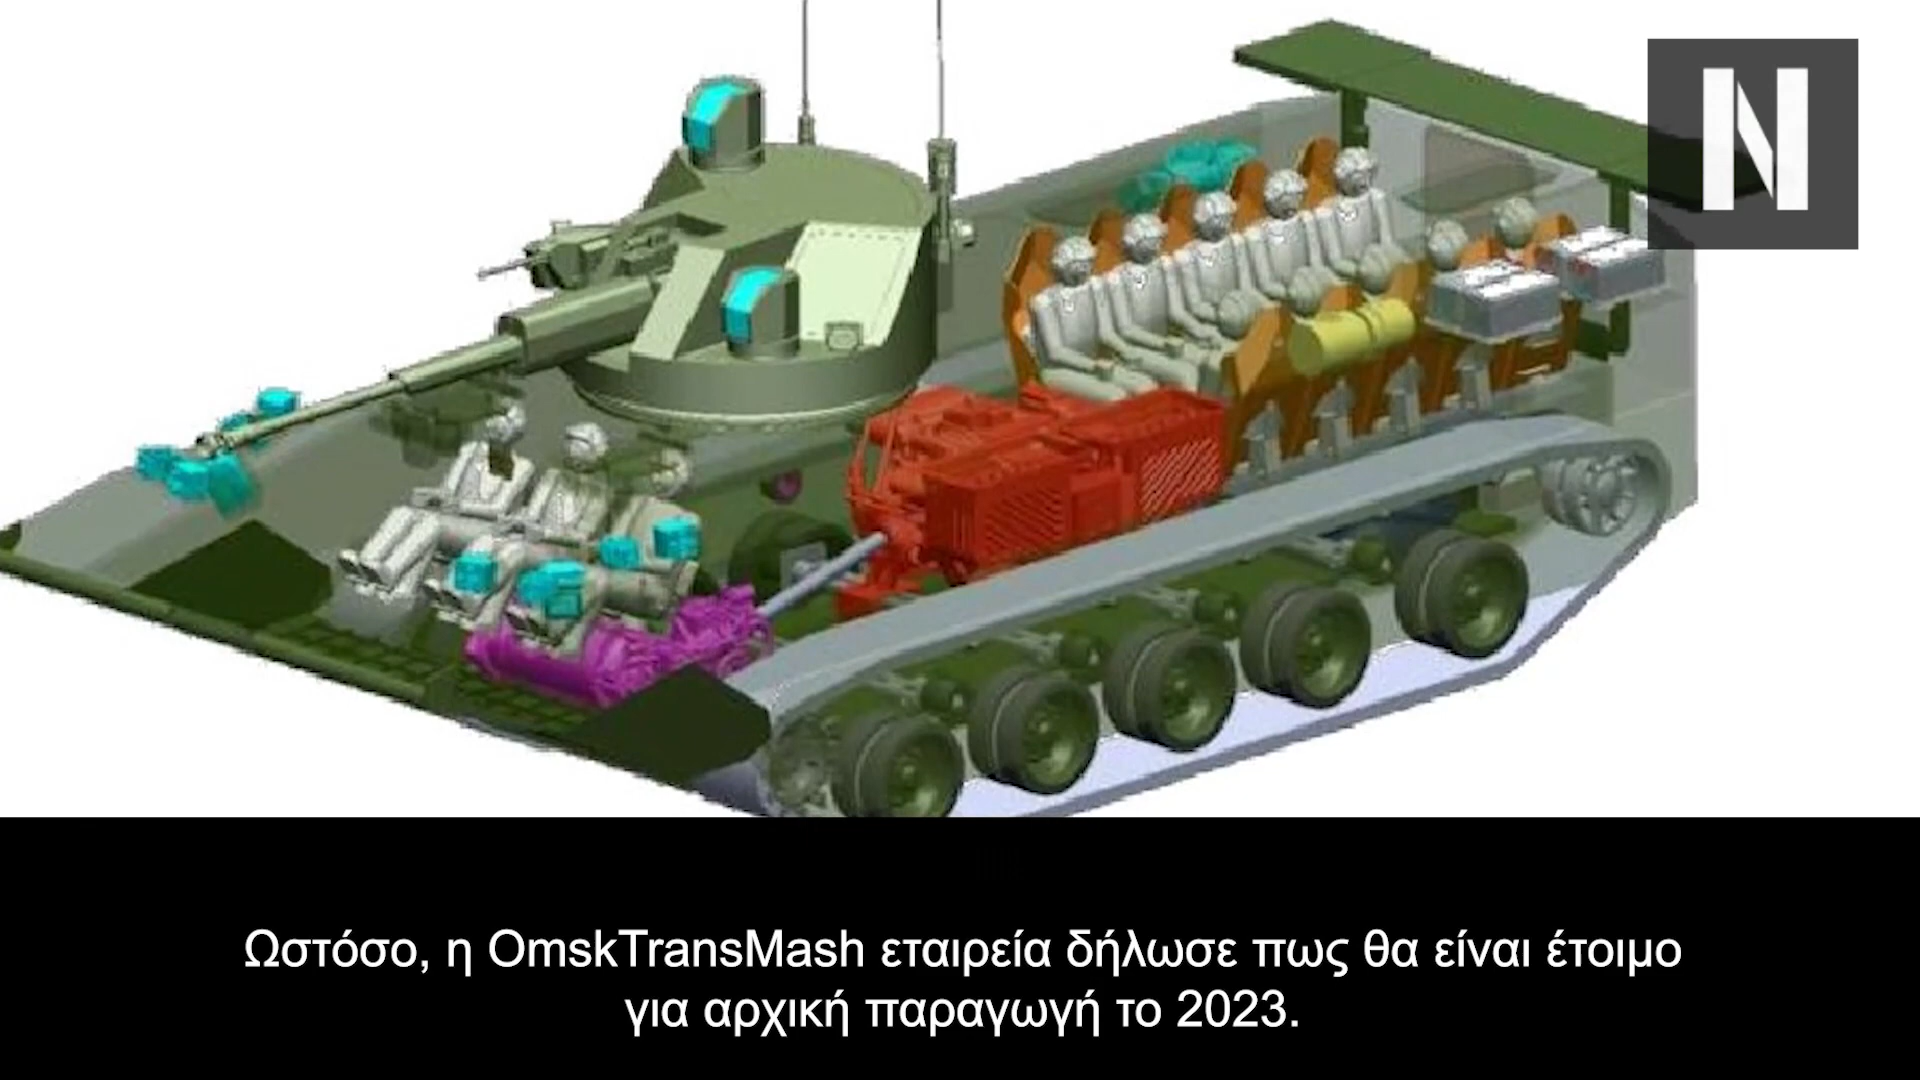 N
Ωστόσο, η OmskTransMash εταιρεία δήλωσε πως θα είναι έτοιμο
για αρχική παραγωγή το 2023.